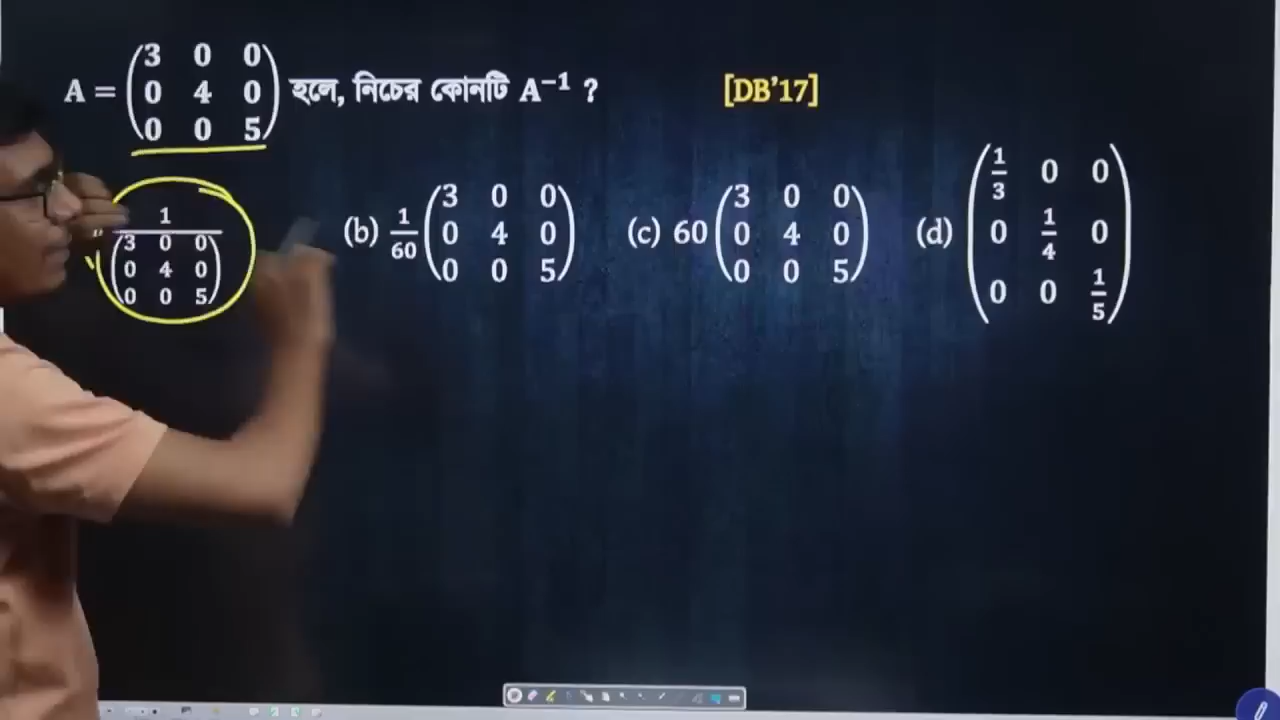 A = (3 0 0
0 4 0
0 0 5) হলে, নিচের কোনটি A⁻¹ ? [DB'17]
1/(3 0 0
0 4 0
0 0 5)
(b) 1/60 (3 0 0
0 4 0
0 0 5)
(c) 60 (3 0 0
0 4 0
0 0 5)
(d) (1/3 0 0
0 1/4 0
0 0 1/5)